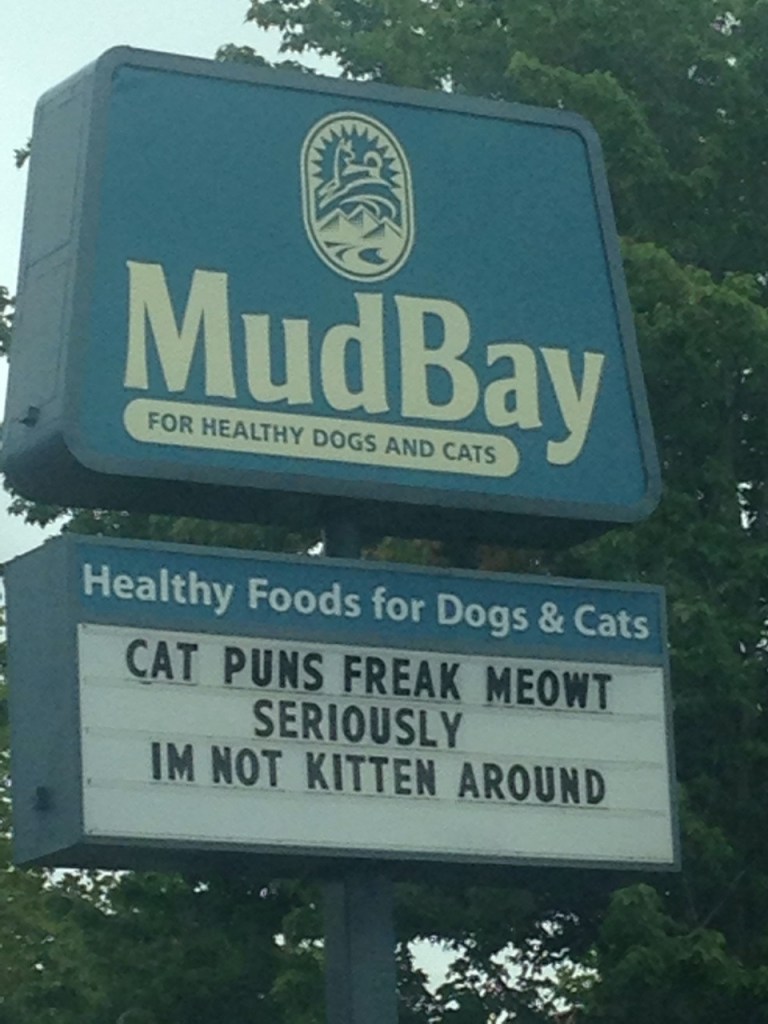 MudBay
FOR HEALTHY DOGS AND CATS
Healthy Foods for Dogs & Cats
CAT PUNS FREAK MEOWT
SERIOUSLY
IM NOT KITTEN AROUND